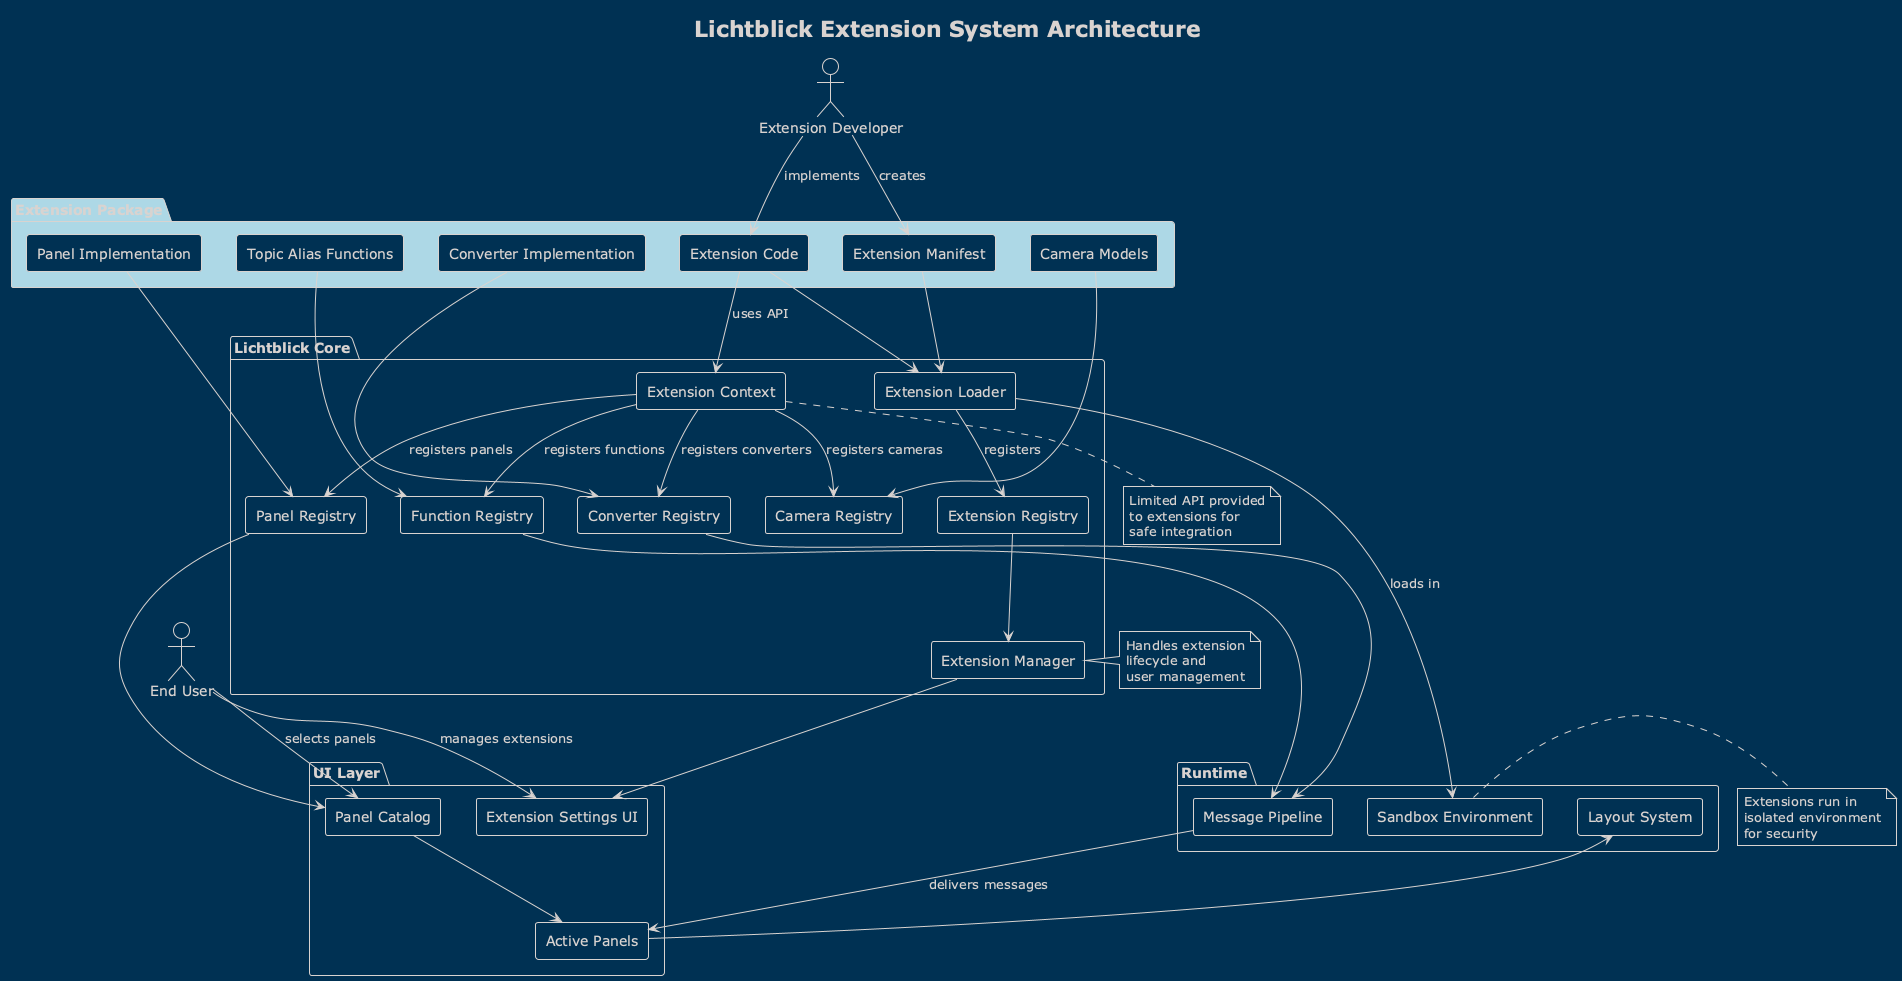 Lichtblick Extension System Architecture
Extension Developer
implements
creates
Extension Package
Panel Implementation
Topic Alias Functions
Converter Implementation
Extension Code
Extension Manifest
Camera Models
uses API
Lichtblick Core
Extension Context
Extension Loader
registers panels
registers functions
registers converters
registers cameras
registers
Limited API provided
to extensions for
safe integration
Panel Registry
Function Registry
Converter Registry
Camera Registry
Extension Registry
loads in
End User
Extension Manager
Handles extension
lifecycle and
user management
selects panels
manages extensions
UI Layer
Panel Catalog
Extension Settings UI
Runtime
Message Pipeline
Sandbox Environment
Layout System
Extensions run in
isolated environment
for security
delivers messages
Active Panels